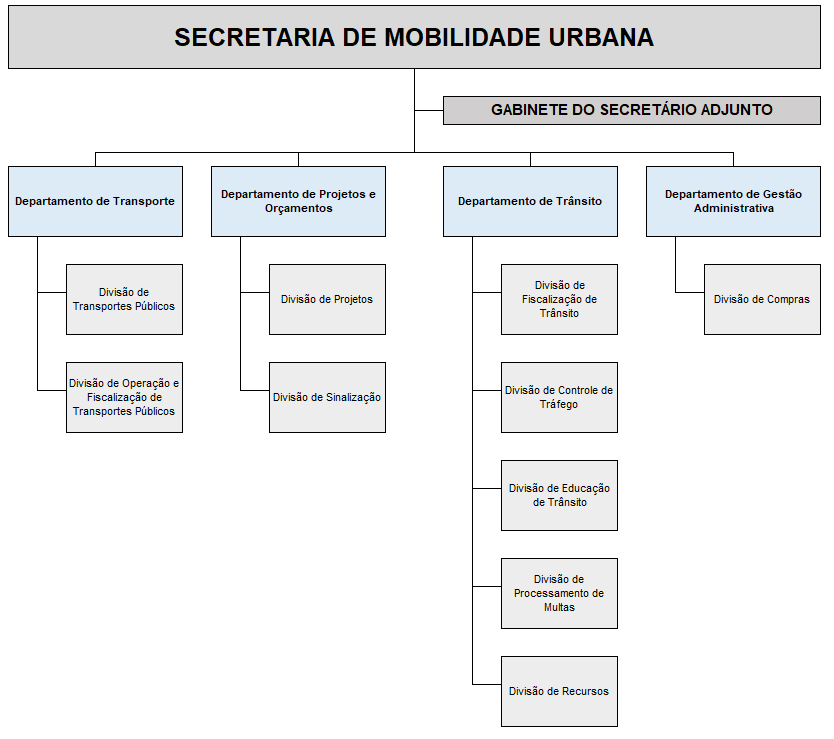 SECRETARIA DE MOBILIDADE URBANA
GABINETE DO SECRETÁRIO ADJUNTO
Departamento de Transporte
Departamento de Projetos e
Orçamentos
Departamento de Trânsito
Departamento de Gestão
Administrativa
Divisão de
Transportes Públicos
Divisão de Projetos
Divisão de
Fiscalização de
Trânsito
Divisão de Compras
Divisão de Operação e
Fiscalização de
Transportes Públicos
Divisão de Sinalização
Divisão de Controle de
Tráfego
Divisão de Educação
de Trânsito
Divisão de
Processamento de
Multas
Divisão de Recursos